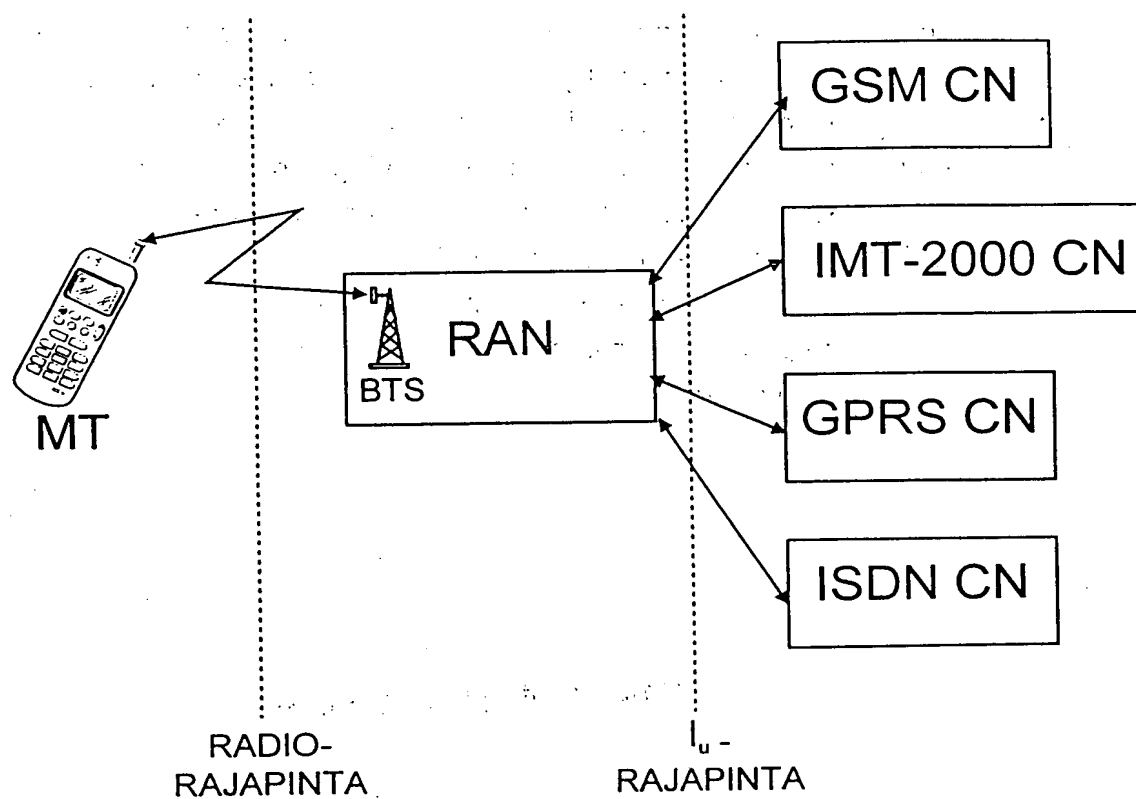 GSM CN
IMT-2000 CN
RAN
BTS
MT
GPRS CN
ISDN CN
RADIO-
RAJAPINTA
Iu -
RAJAPINTA